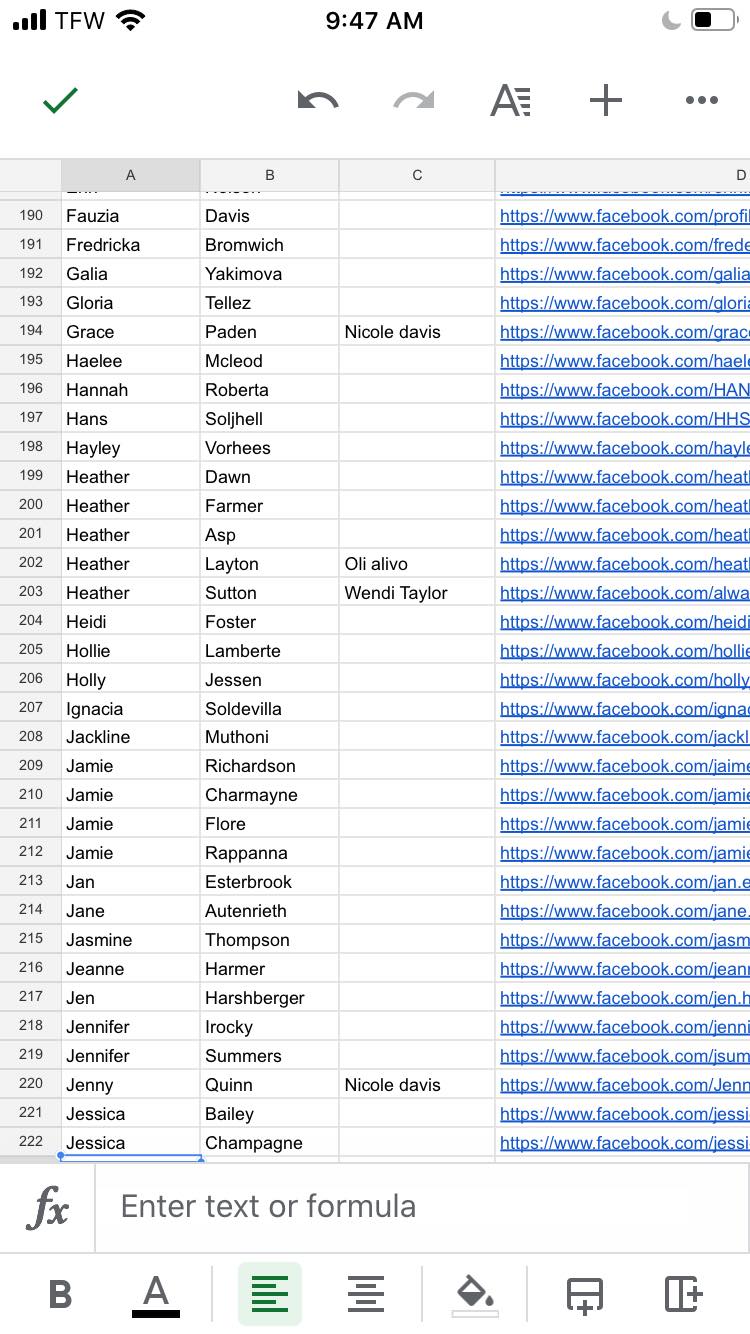 TFW 9:47 AM
A B C D
190 Fauzia Davis https://www.facebook.com/profil
191 Fredricka Bromwich https://www.facebook.com/frede
192 Galia Yakimova https://www.facebook.com/galia
193 Gloria Tellez https://www.facebook.com/gloria
194 Grace Paden Nicole davis https://www.facebook.com/grac
195 Haelee Mcleod https://www.facebook.com/haele
196 Hannah Roberta https://www.facebook.com/HAN
197 Hans Soljhell https://www.facebook.com/HHS
198 Hayley Vorhees https://www.facebook.com/hayle
199 Heather Dawn https://www.facebook.com/heat
200 Heather Farmer https://www.facebook.com/heat
201 Heather Asp https://www.facebook.com/heat
202 Heather Layton Oli alivo https://www.facebook.com/heat
203 Heather Sutton Wendi Taylor https://www.facebook.com/alwa
204 Heidi Foster https://www.facebook.com/heidi
205 Hollie Lamberte https://www.facebook.com/hollie
206 Holly Jessen https://www.facebook.com/holly
207 Ignacia Soldevilla https://www.facebook.com/ignac
208 Jackline Muthoni https://www.facebook.com/jackl
209 Jamie Richardson https://www.facebook.com/jaime
210 Jamie Charmayne https://www.facebook.com/jamie
211 Jamie Flore https://www.facebook.com/jamie
212 Jamie Rappanna https://www.facebook.com/jamie
213 Jan Esterbrook https://www.facebook.com/jan.e
214 Jane Autenrieth https://www.facebook.com/jane.
215 Jasmine Thompson https://www.facebook.com/jasm
216 Jeanne Harmer https://www.facebook.com/jeann
217 Jen Harshberger https://www.facebook.com/jen.h
218 Jennifer Irocky https://www.facebook.com/jenni
219 Jennifer Summers https://www.facebook.com/jsum
220 Jenny Quinn Nicole davis https://www.facebook.com/Jenn
221 Jessica Bailey https://www.facebook.com/jessi
222 Jessica Champagne https://www.facebook.com/jessi
fx Enter text or formula
B A